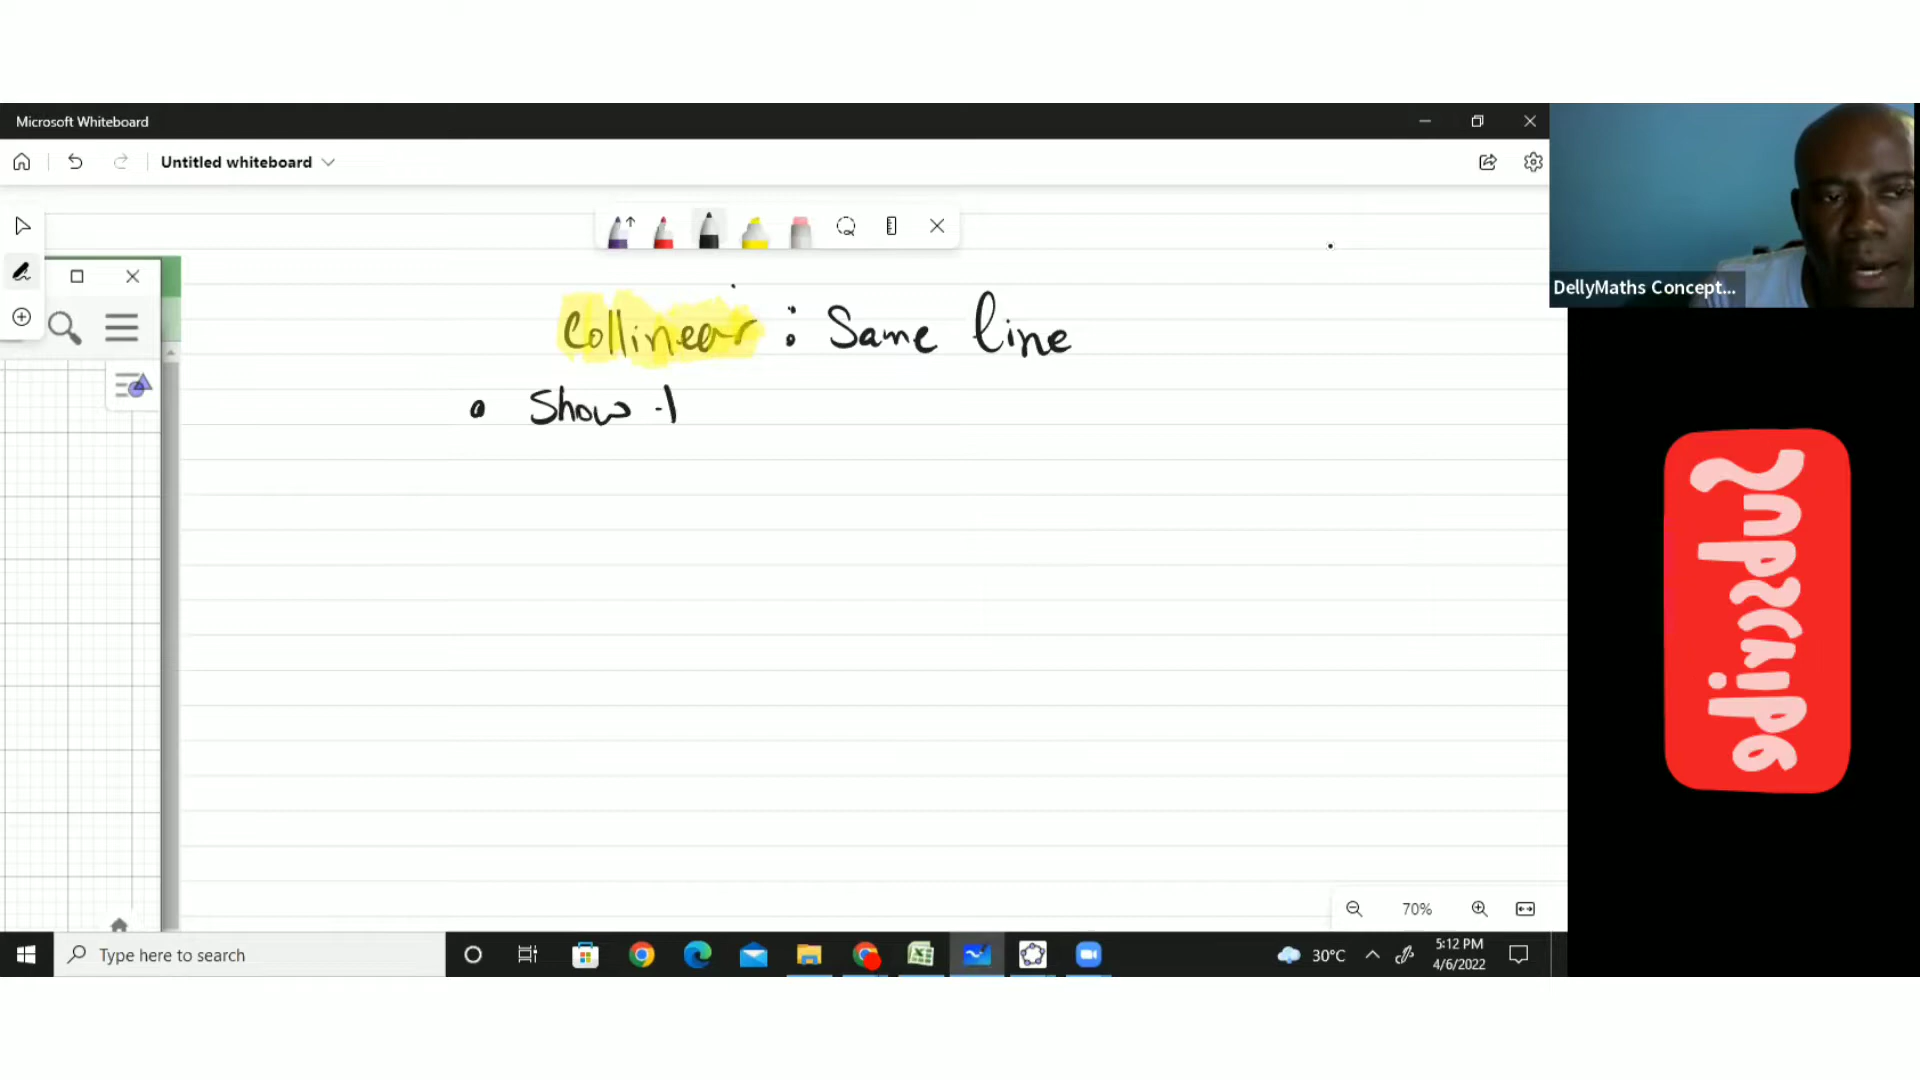 Microsoft Whiteboard
Untitled whiteboard
DellyMaths Concept...
Collinear : Same line
• Show
Subscribe
70%
Type here to search
30°C
5:12 PM
4/6/2022